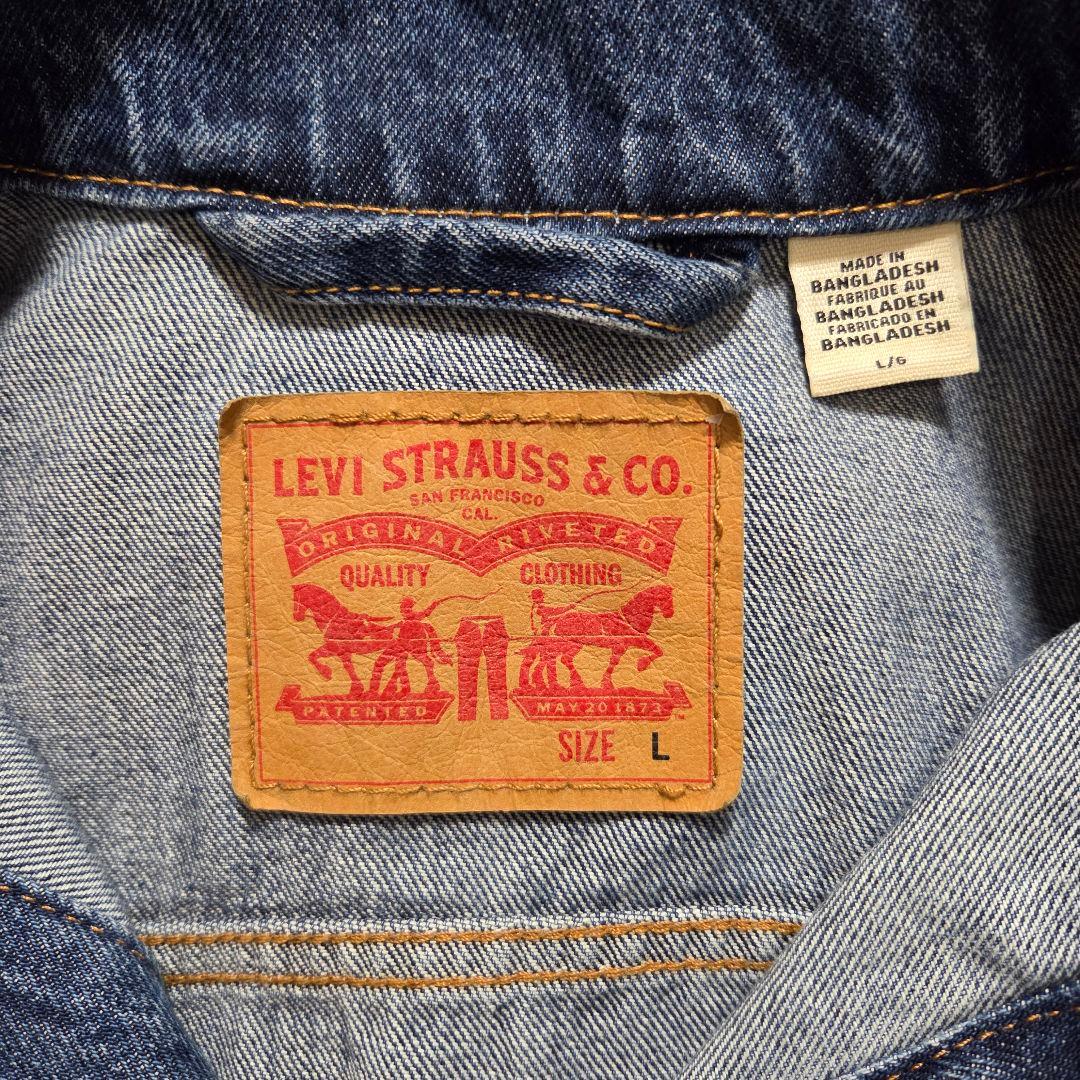 LEVI STRAUSS & CO.
SAN FRANCISCO
CAL.
ORIGINAL RIVETED
QUALITY CLOTHING
PATENTED MAY 20 1873 ™
SIZE L
MADE IN
BANGLADESH
FABRIQUE AU
BANGLADESH
FABRICADO EN
BANGLADESH
L/G